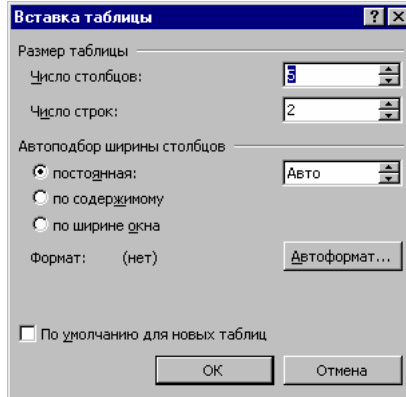 Вставка таблицы
Размер таблицы
Число столбцов: 5
Число строк: 2
Автоподбор ширины столбцов
постоянная: Авто
по содержимому
по ширине окна
Формат: (нет) Автоформат...
По умолчанию для новых таблиц
ОК Отмена